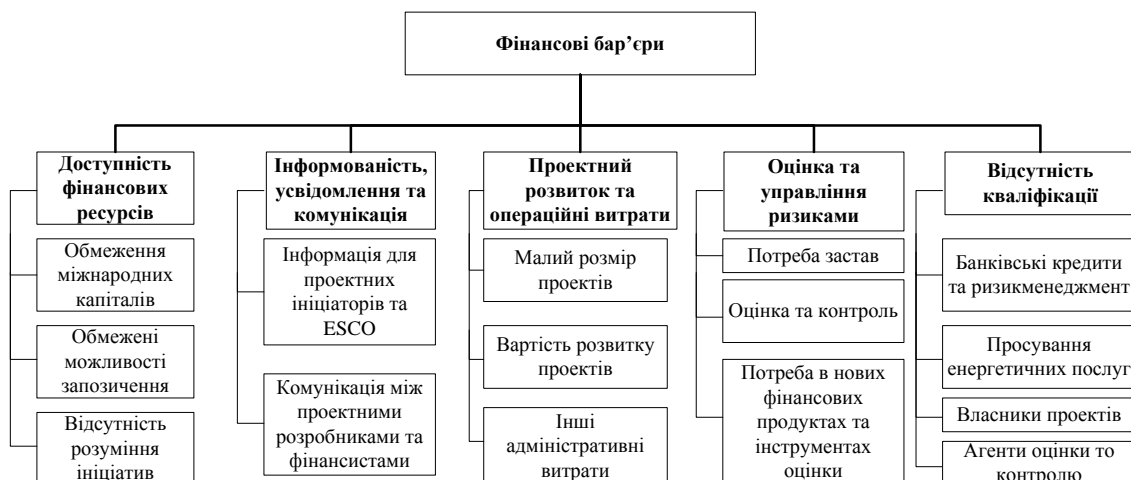 Фінансові бар’єри
Доступність
фінансових
ресурсів
Обмеження
міжнародних
капіталів
Обмежені
можливості
запозичення
Відсутність
розуміння
ініціатив
Інформованість,
усвідомлення та
комунікація
Інформація для
проектних
ініціаторів та
ESCO
Комунікація між
проектними
розробниками та
фінансистами
Проектний
розвиток та
операційні витрати
Малий розмір
проектів
Вартість розвитку
проектів
Інші
адміністративні
витрати
Оцінка та
управління
ризиками
Потреба застав
Оцінка та контроль
Потреба в нових
фінансових
продуктах та
інструментах
оцінки
Відсутність
кваліфікації
Банківські кредити
та ризикменеджмент
Просування
енергетичних послуг
Власники проектів
Агенти оцінки то
контролю